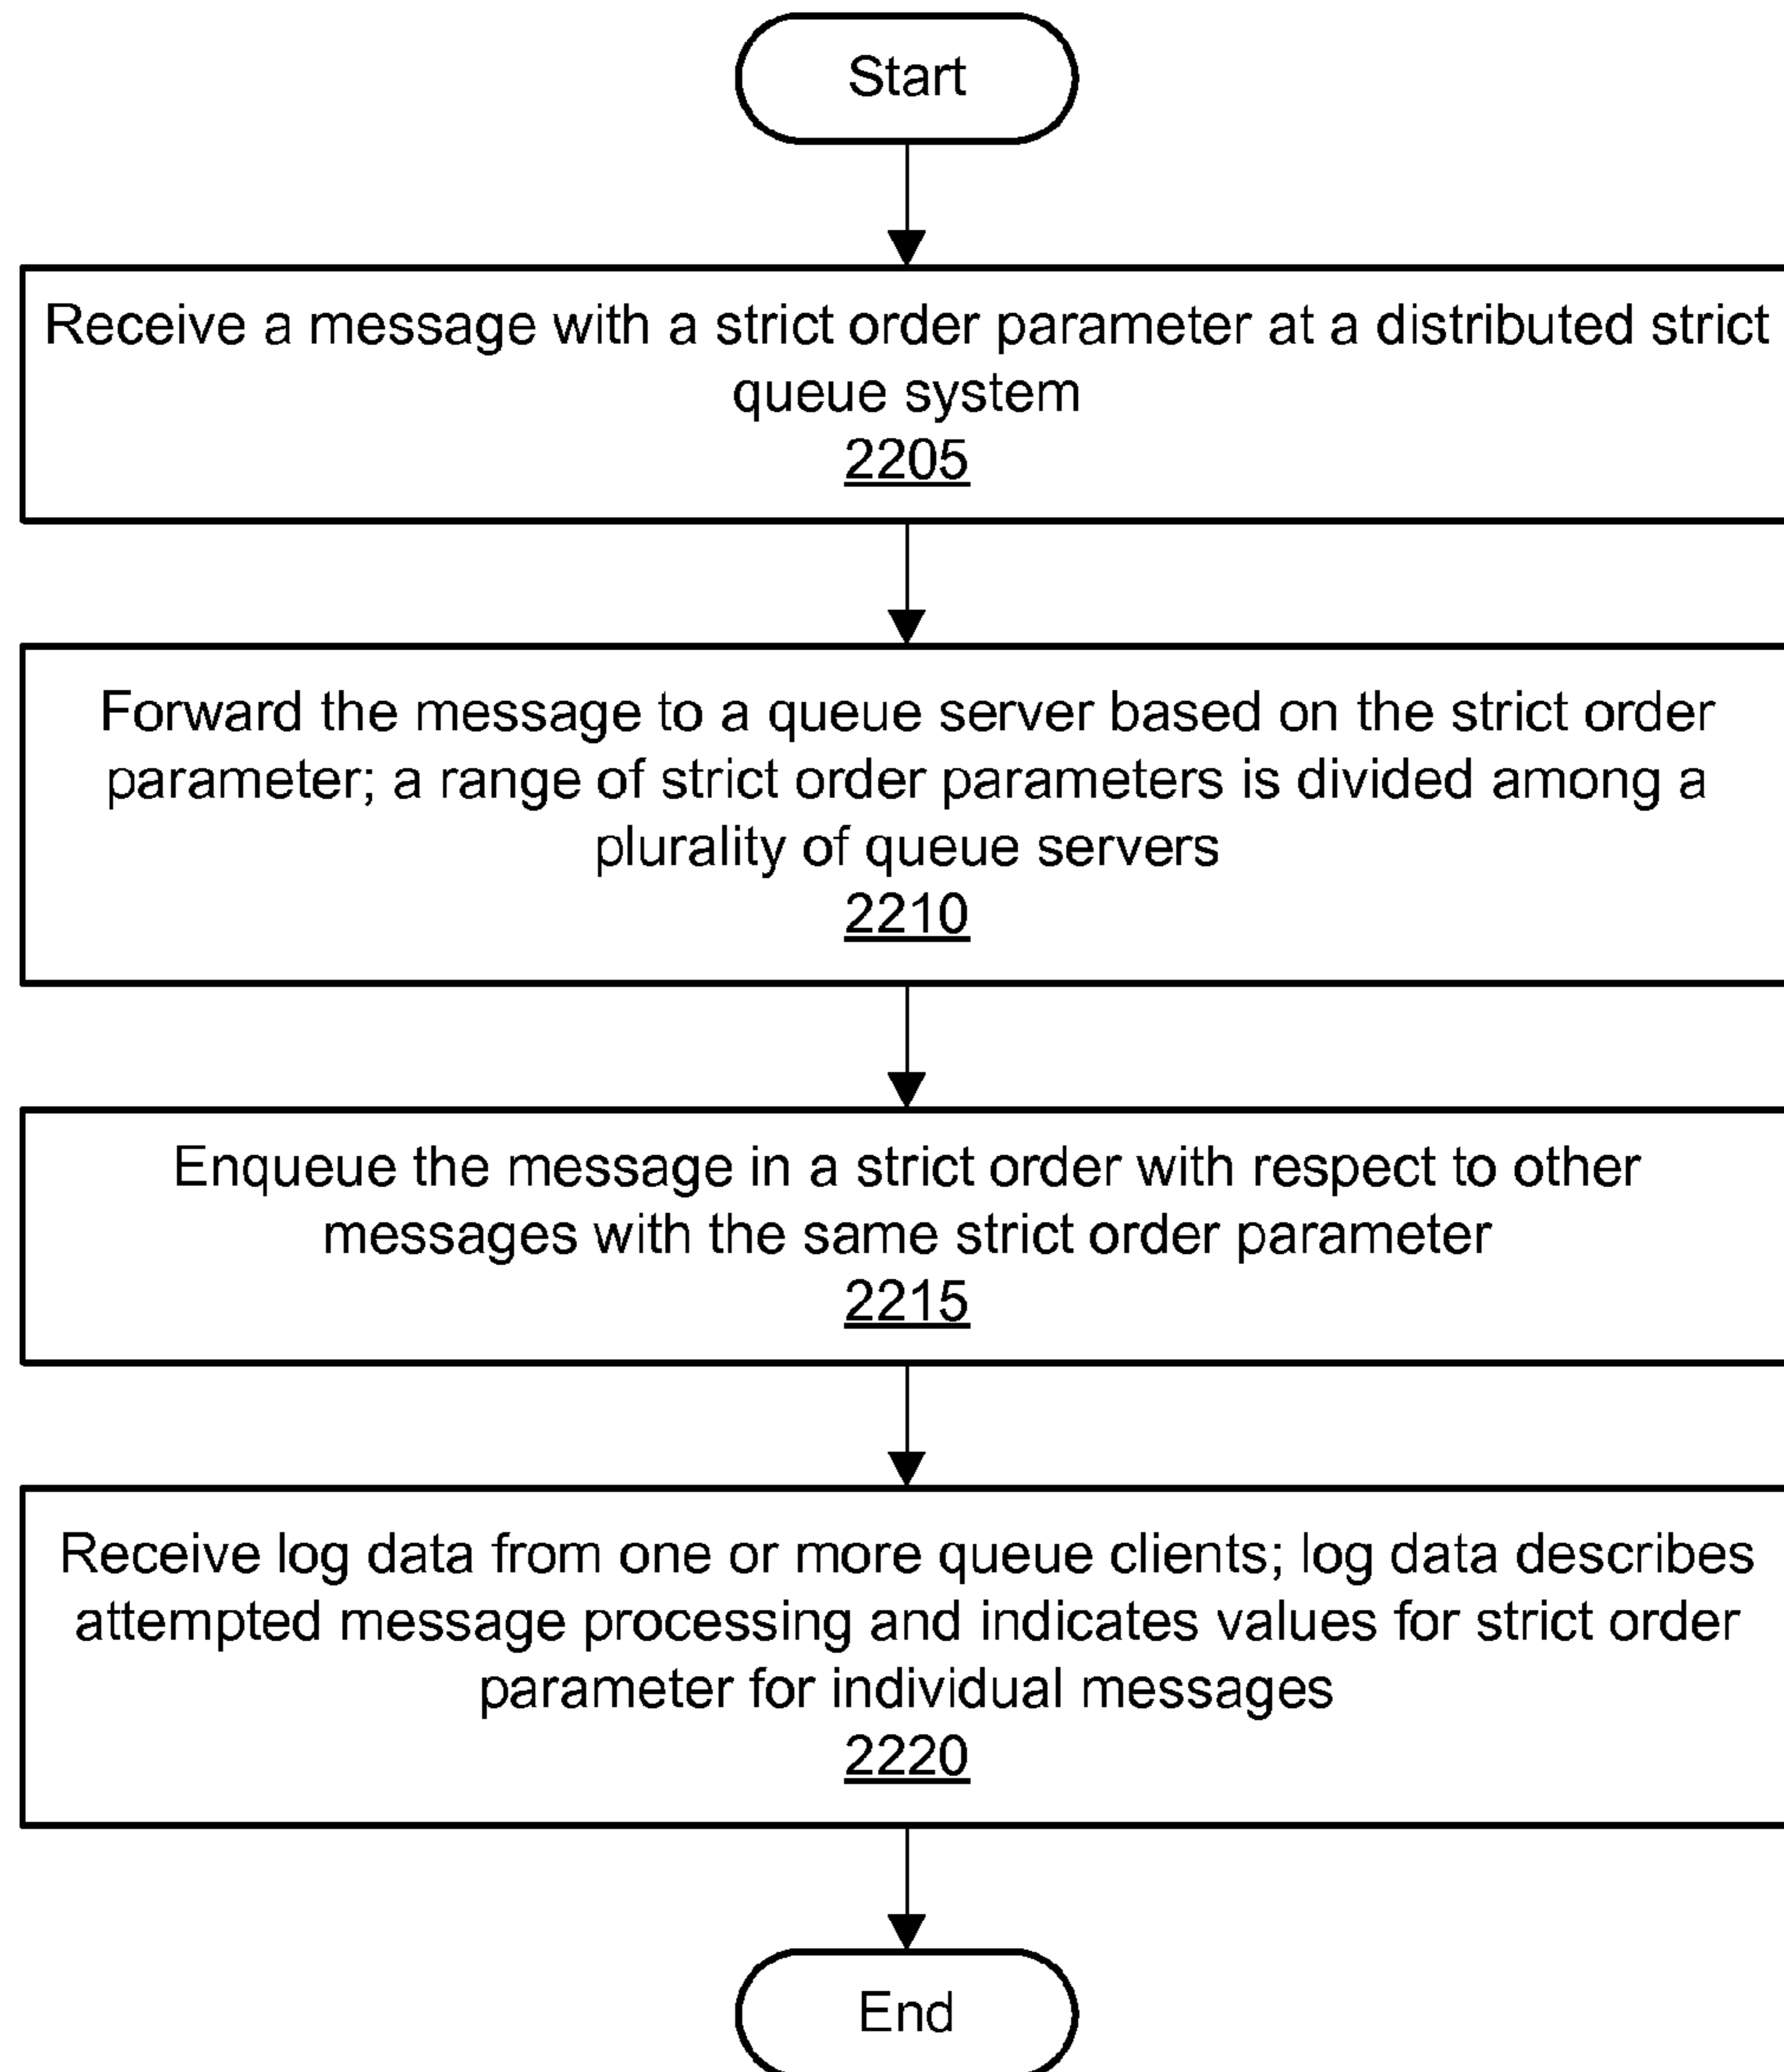 Start
Receive a message with a strict order parameter at a distributed strict
queue system
2205
Forward the message to a queue server based on the strict order
parameter; a range of strict order parameters is divided among a
plurality of queue servers
2210
Enqueue the message in a strict order with respect to other
messages with the same strict order parameter
2215
Receive log data from one or more queue clients; log data describes
attempted message processing and indicates values for strict order
parameter for individual messages
2220
End